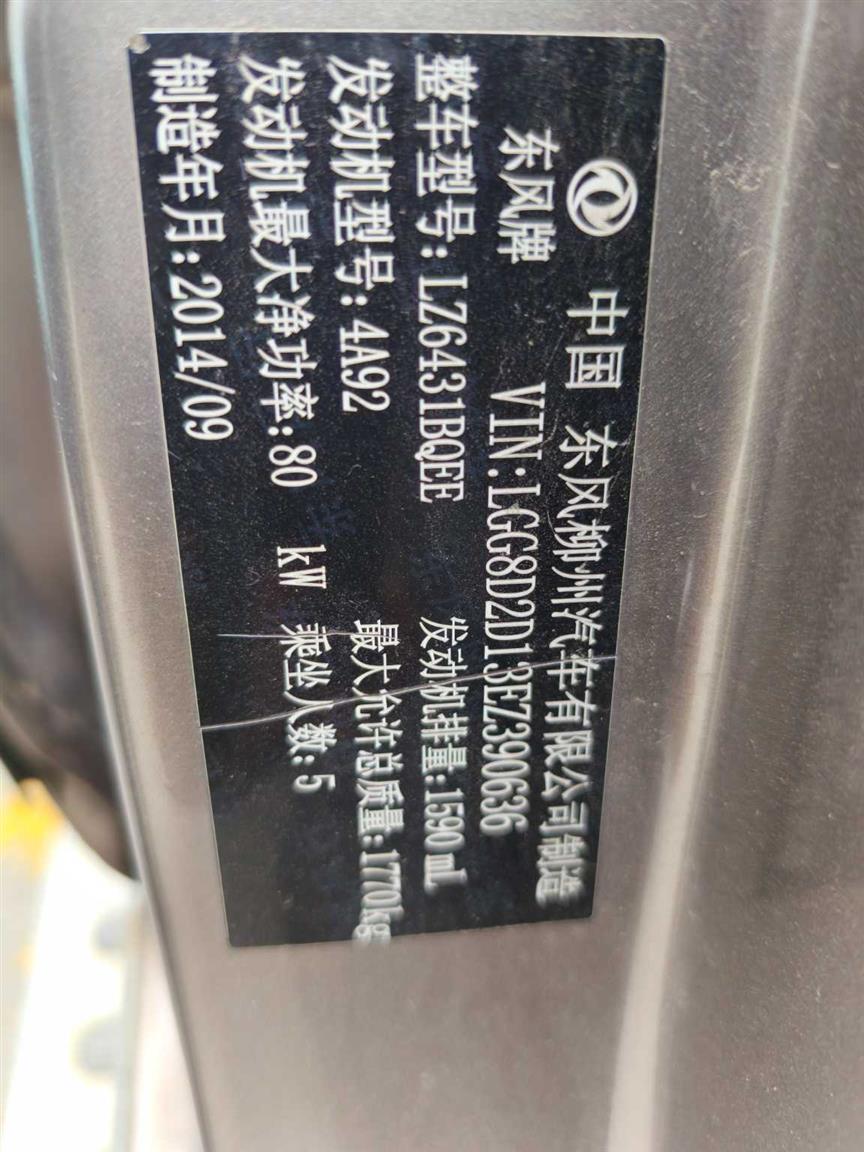 中国 东风柳州汽车有限公司制造
东风牌 VIN:LGG8D2D13EZ390636
整车型号:LZ6431BQEE 发动机排量:1590 mL
发动机型号:4A92 最大允许总质量:1770kg
发动机最大净功率:80 kW 乘坐人数:5
制造年月:2014/09